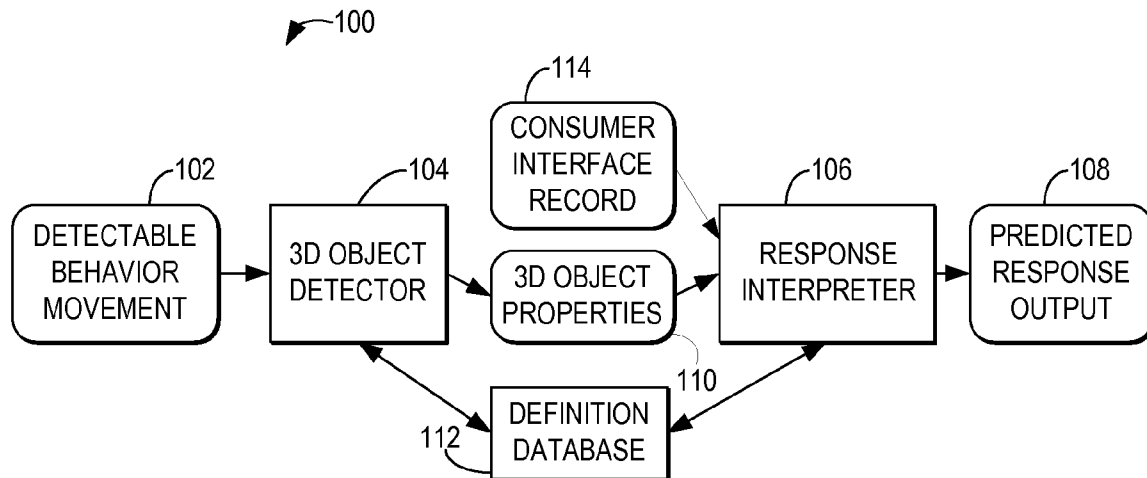 100
114
CONSUMER
INTERFACE
RECORD
102
DETECTABLE
BEHAVIOR
MOVEMENT
104
3D OBJECT
DETECTOR
3D OBJECT
PROPERTIES
110
106
RESPONSE
INTERPRETER
108
PREDICTED
RESPONSE
OUTPUT
112
DEFINITION
DATABASE